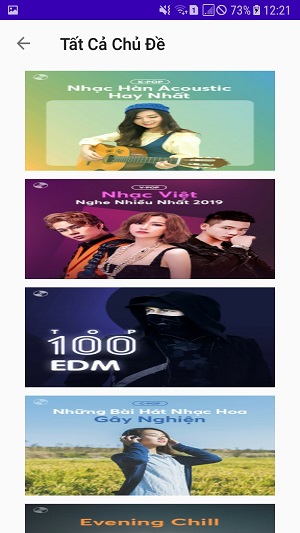 73% 12:21
Tất Cả Chủ Đề
K-POP
Nhạc Hàn Acoustic
Hay Nhất
V-POP
Nhạc Việt
Nghe Nhiều Nhất 2019
TOP
100
EDM
C-POP
Những Bài Hát Nhạc Hoa
Gây Nghiện
Evening Chill